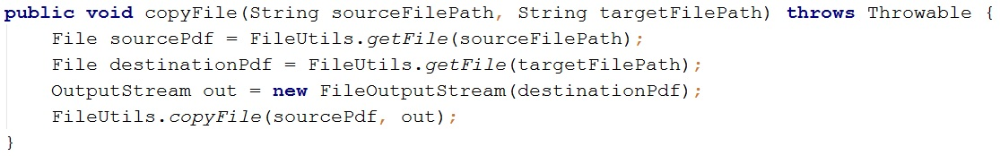 public void copyFile(String sourceFilePath, String targetFilePath) throws Throwable {
    File sourcePdf = FileUtils.getFile(sourceFilePath);
    File destinationPdf = FileUtils.getFile(targetFilePath);
    OutputStream out = new FileOutputStream(destinationPdf);
    FileUtils.copyFile(sourcePdf, out);
}